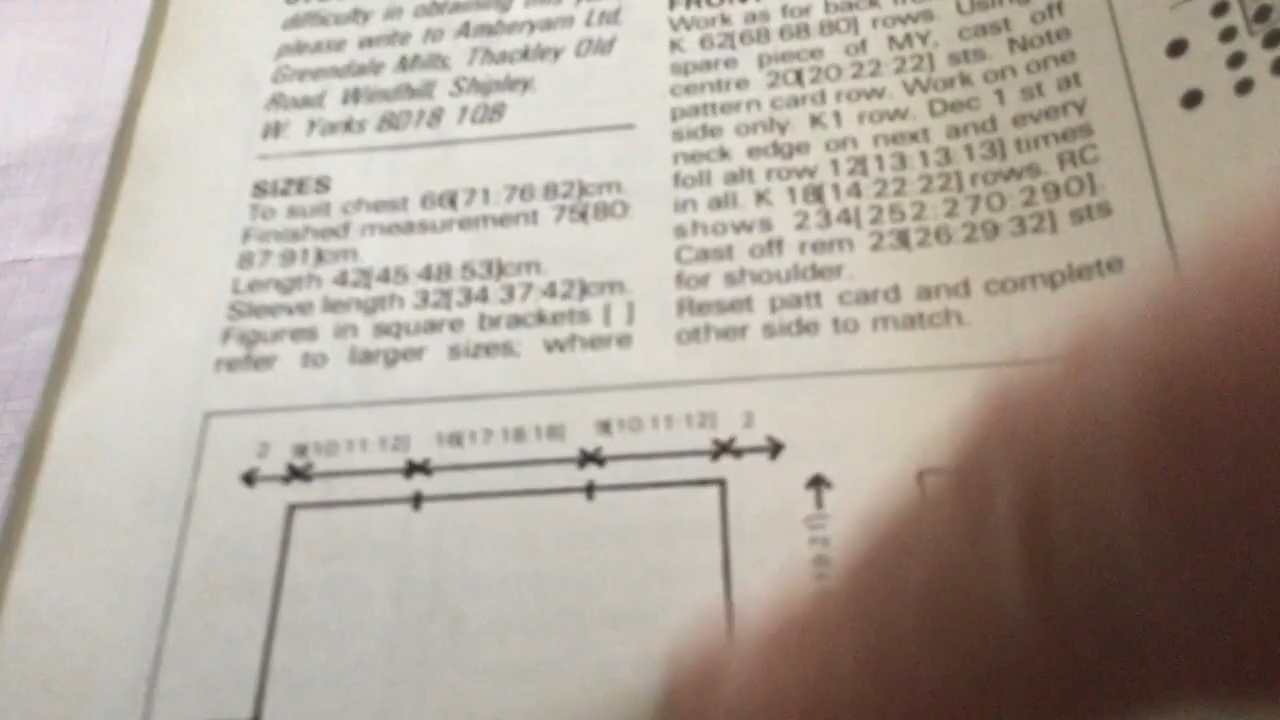 difficulty in obtaining this
please write to Amberyarn Ltd.
Greendale Mills, Thackley Old
Road, Windhill, Shipley,
W. Yorks BD18 1QB
SIZES
To suit chest 66[71:76:82]cm.
Finished measurement 75[80:
87:91]cm.
Length 42[45:48:53]cm.
Sleeve length 32[34:37:42]cm.
Figures in square brackets [ ]
refer to larger sizes; where
Work as for back
K 62[68:68:80] rows. Using
spare piece of MY, cast off
centre 20[20:22:22] sts. Note
pattern card row. Work on one
side only. K1 row. Dec 1 st at
neck edge on next and every
foll alt row 12[13:13:13] times
in all. K 18[14:22:22] rows. RC
shows 234[252:270:290].
Cast off rem 23[26:29:32] sts
for shoulder.
Reset patt card and complete
other side to match.
2 9[10:11:12] 16[17:18:18] 9[10:11:12] 2